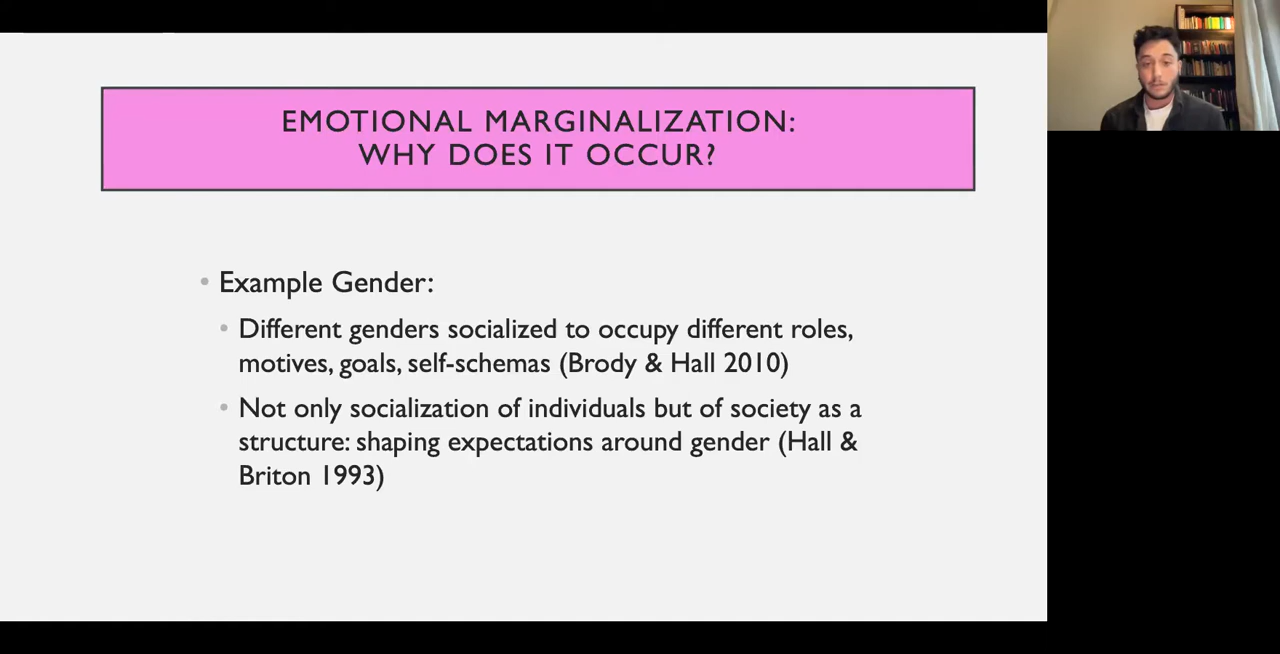 EMOTIONAL MARGINALIZATION:
WHY DOES IT OCCUR?
• Example Gender:
• Different genders socialized to occupy different roles,
motives, goals, self-schemas (Brody & Hall 2010)
• Not only socialization of individuals but of society as a
structure: shaping expectations around gender (Hall &
Briton 1993)